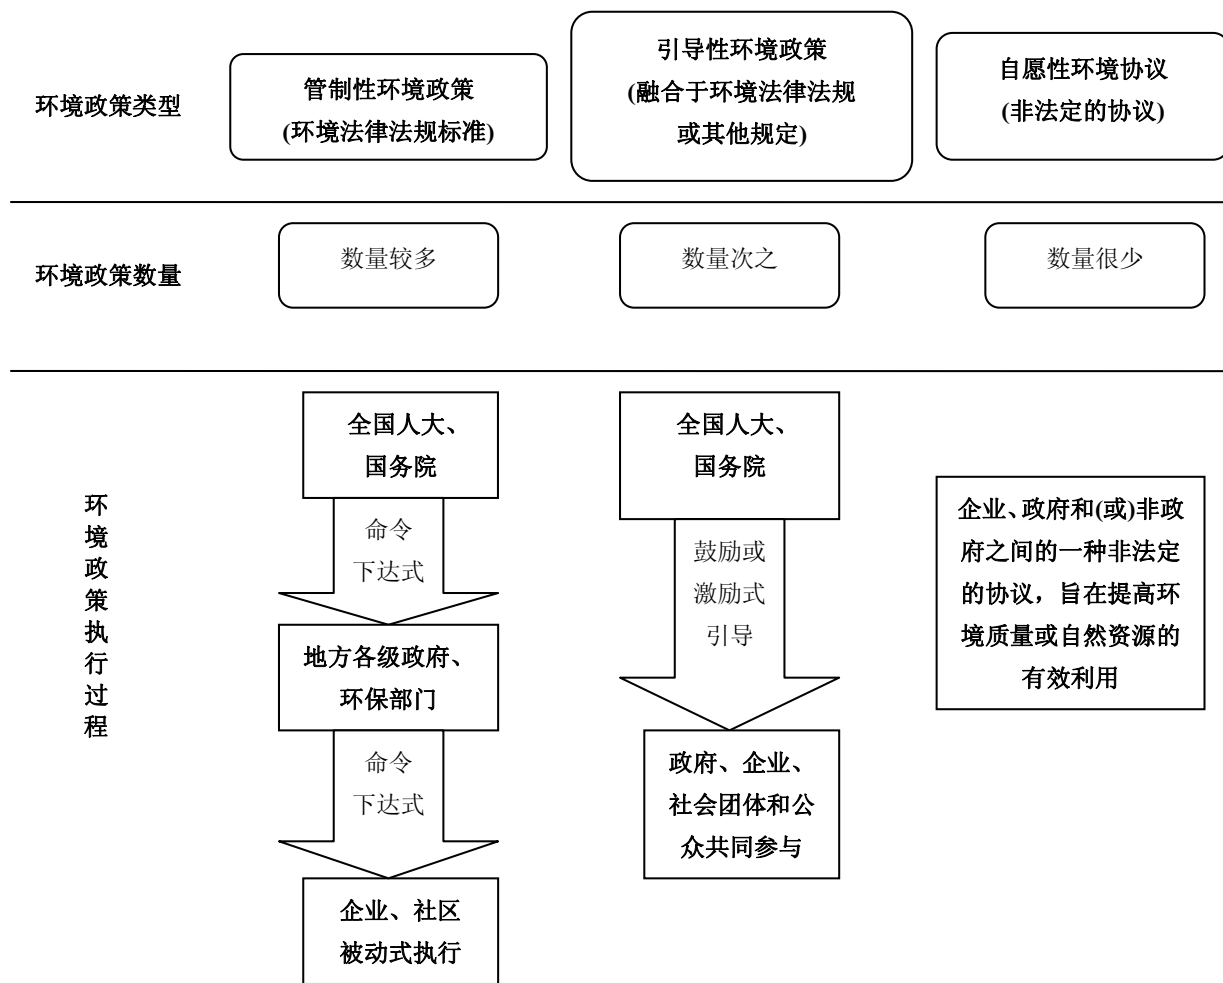 环境政策类型
管制性环境政策
(环境法律法规标准)
引导性环境政策
(融合于环境法律法规
或其他规定)
自愿性环境协议
(非法定的协议)
环境政策数量
数量较多
数量次之
数量很少
环
境
政
策
执
行
过
程
全国人大、
国务院
命令
下达式
地方各级政府、
环保部门
命令
下达式
企业、社区
被动式执行
全国人大、
国务院
鼓励或
激励式
引导
政府、企业、
社会团体和公
众共同参与
企业、政府和(或)非政
府之间的一种非法定
的协议，旨在提高环
境质量或自然资源的
有效利用